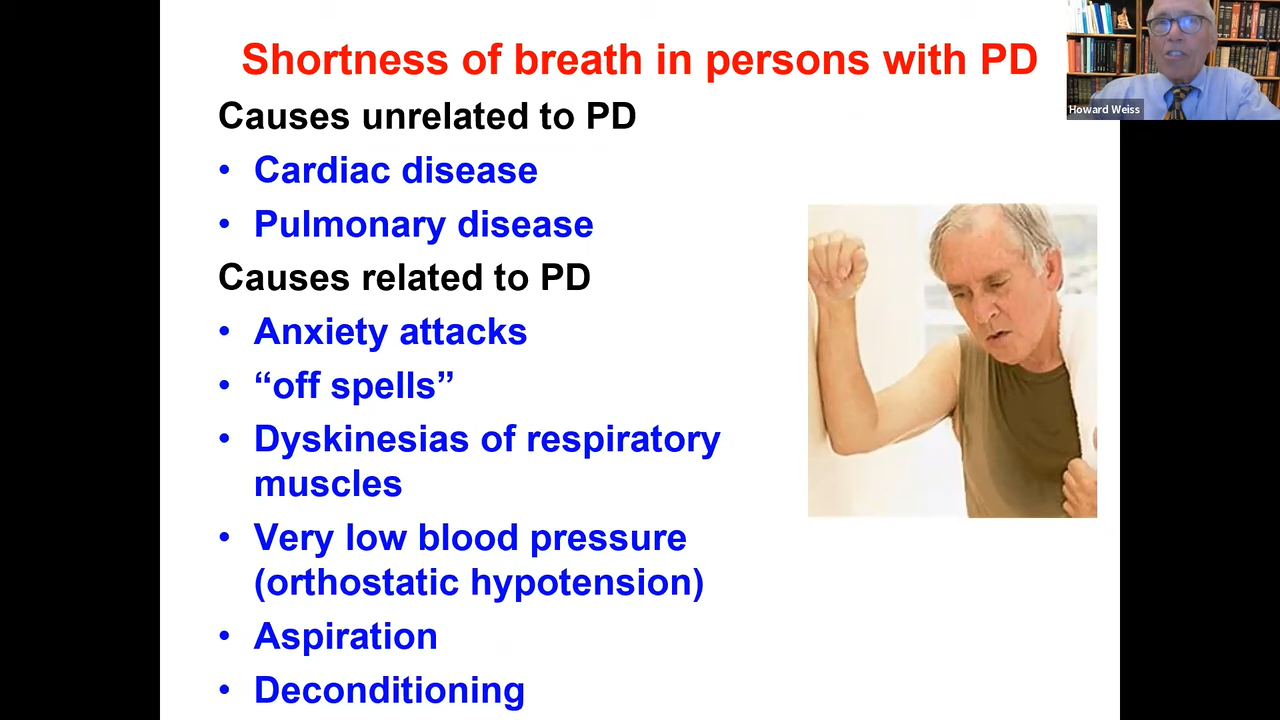 Shortness of breath in persons with PD
Howard Weiss
Causes unrelated to PD
• Cardiac disease
• Pulmonary disease
Causes related to PD
• Anxiety attacks
• “off spells”
• Dyskinesias of respiratory
muscles
• Very low blood pressure
(orthostatic hypotension)
• Aspiration
• Deconditioning